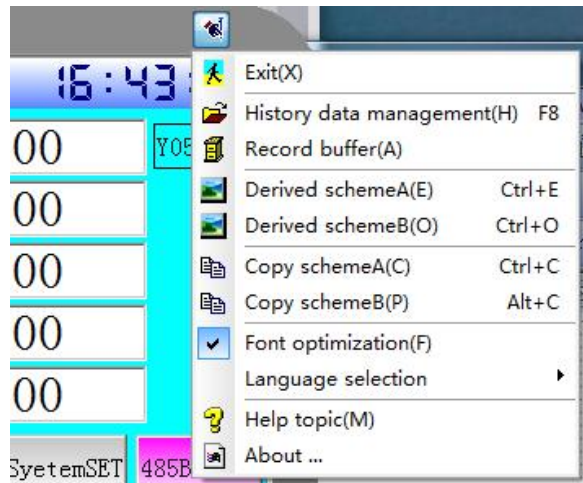 16:43:
Exit(X)
History data management(H) F8
00
Y05
Record buffer(A)
Derived schemeA(E) Ctrl+E
00
Derived schemeB(O) Ctrl+O
00
Copy schemeA(C) Ctrl+C
Copy schemeB(P) Alt+C
00
Font optimization(F)
Language selection
00
Help topic(M)
About ...
SyetemSET
485B